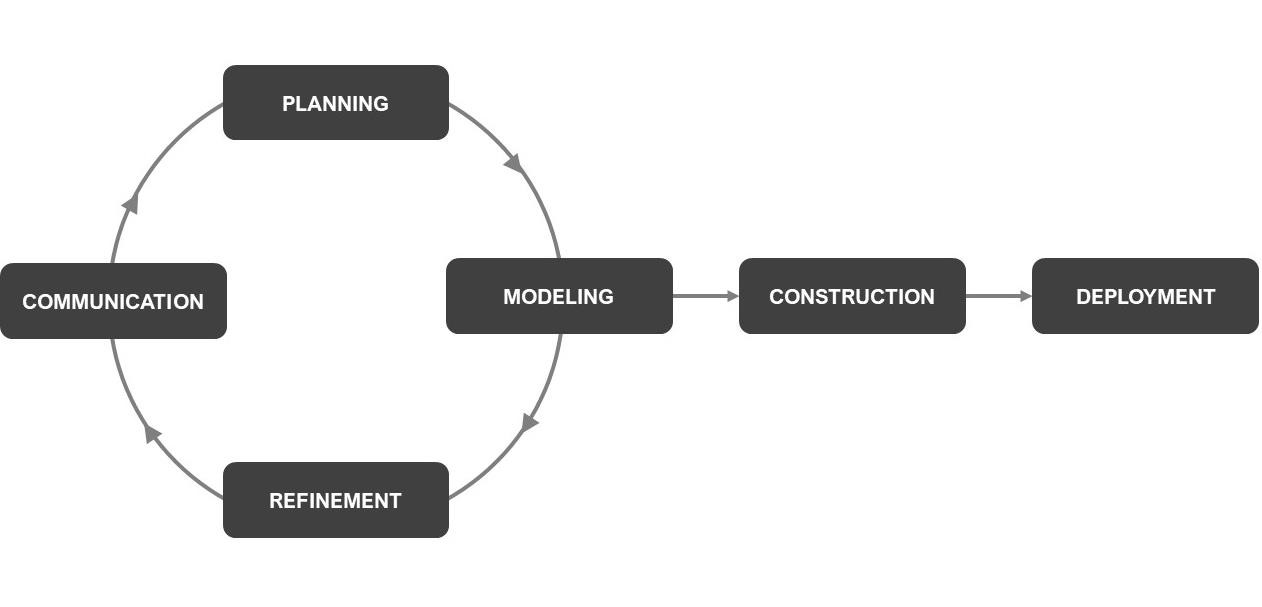 PLANNING
COMMUNICATION
MODELING
CONSTRUCTION
DEPLOYMENT
REFINEMENT